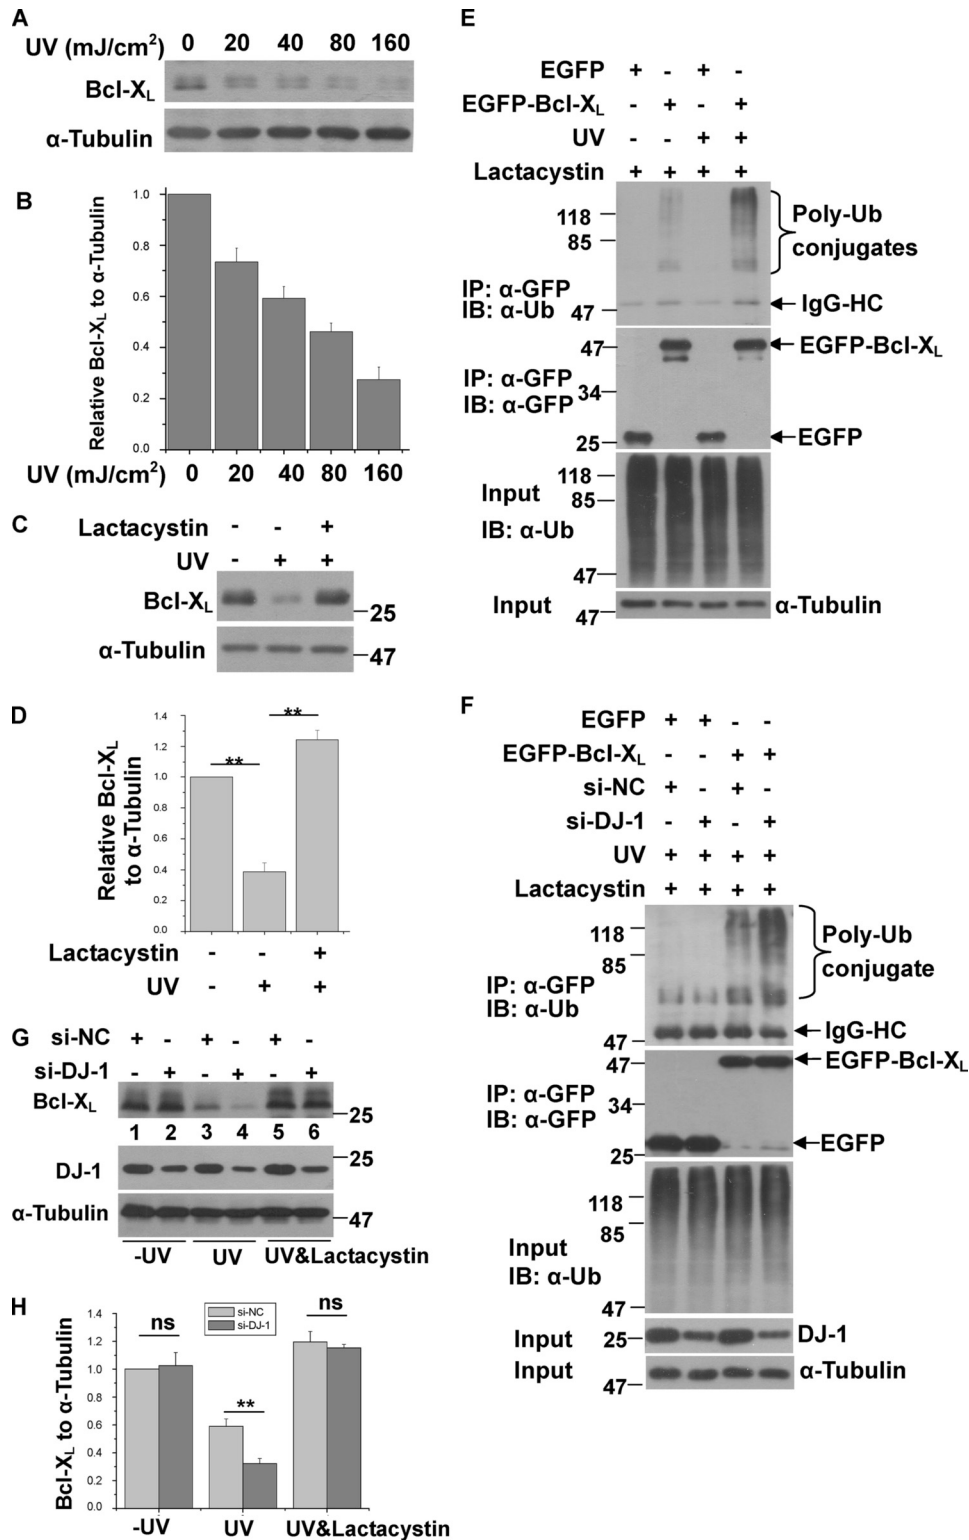 A
UV (mJ/cm²) 0 20 40 80 160
Bcl-XL
α-Tubulin
B
Relative Bcl-XL to α-Tubulin
1.0
0.8
0.6
0.4
0.2
0.0
UV (mJ/cm²) 0 20 40 80 160
C
Lactacystin - - +
UV - + +
Bcl-XL
25
α-Tubulin
47
D
Relative Bcl-XL
to α-Tubulin
1.4
1.2
1.0
0.8
0.6
0.4
0.2
0.0
** **
Lactacystin - - +
UV - + +
E
EGFP + - + -
EGFP-Bcl-XL - + - +
UV - - + +
Lactacystin + + + +
118
85
47
Poly-Ub
conjugates
IP: α-GFP
IB: α-Ub
IgG-HC
47
34
25
EGFP-Bcl-XL
IP: α-GFP
IB: α-GFP
EGFP
118
85
47
Input
IB: α-Ub
Input
47
α-Tubulin
F
EGFP + + - -
EGFP-Bcl-XL - - + +
si-NC + - + -
si-DJ-1 - + - +
UV + + + +
Lactacystin + + + +
118
85
47
Poly-Ub
conjugate
IP: α-GFP
IB: α-Ub
IgG-HC
47
34
25
EGFP-Bcl-XL
IP: α-GFP
IB: α-GFP
EGFP
118
85
47
Input
IB: α-Ub
Input 25 DJ-1
Input
47
α-Tubulin
G
si-NC + - + - + -
si-DJ-1 - + - + - +
Bcl-XL
25
1 2 3 4 5 6
DJ-1
25
α-Tubulin
47
-UV UV UV&Lactacystin
H
Bcl-XL to α-Tubulin
1.4
1.2
1.0
0.8
0.6
0.4
0.2
0.0
si-NC
si-DJ-1
ns ** ns
-UV UV UV&Lactacystin